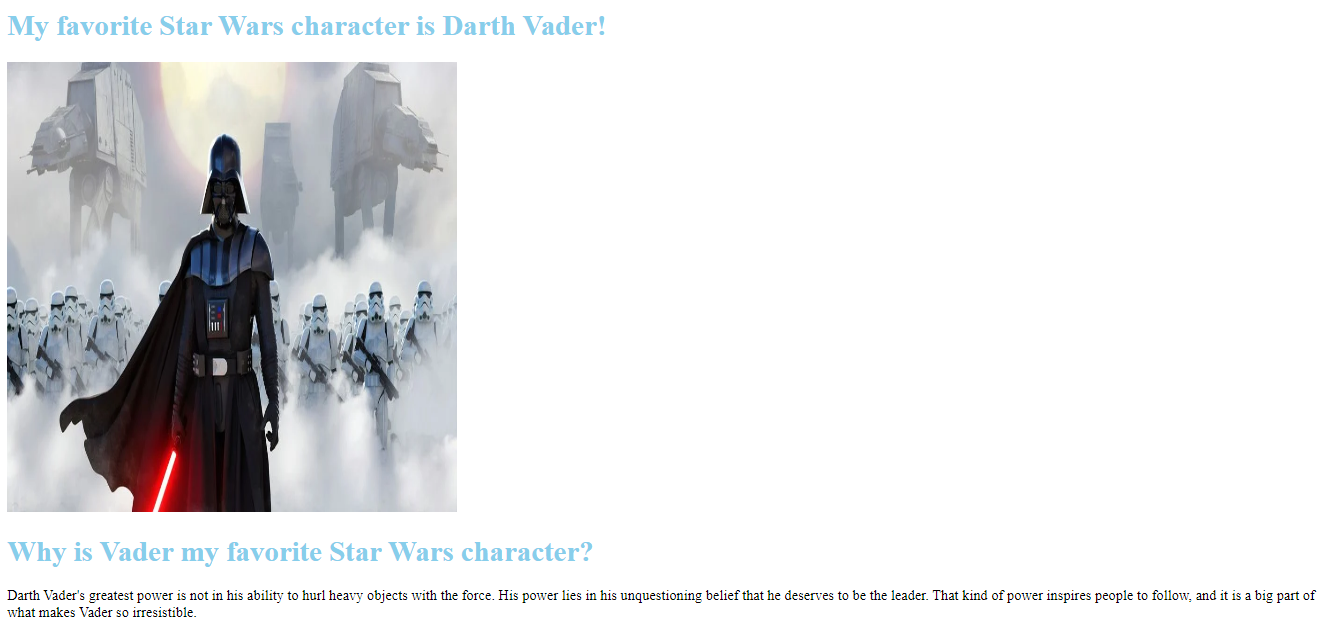 My favorite Star Wars character is Darth Vader!
Why is Vader my favorite Star Wars character?
Darth Vader's greatest power is not in his ability to hurl heavy objects with the force. His power lies in his unquestioning belief that he deserves to be the leader. That kind of power inspires people to follow, and it is a big part of
what makes Vader so irresistible.